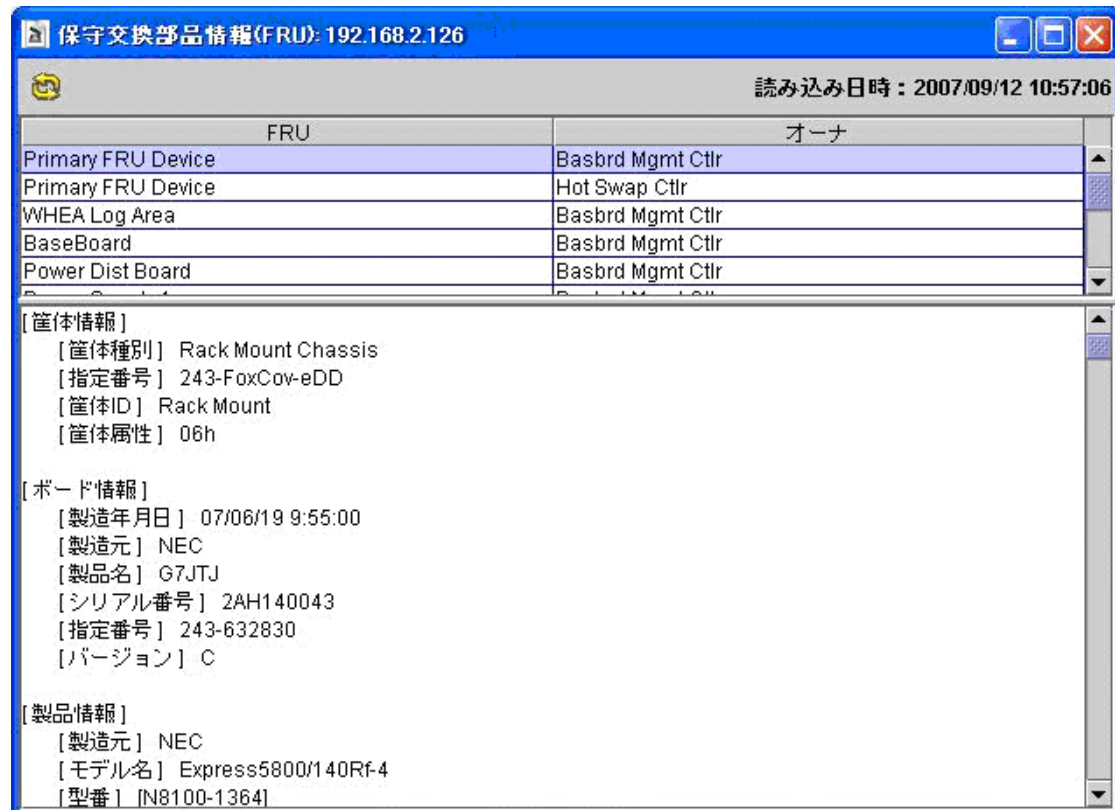 保守交換部品情報(FRU): 192.168.2.126
読み込み日時：2007/09/12 10:57:06
FRU オーナ
Primary FRU Device Basbrd Mgmt Ctlr
Primary FRU Device Hot Swap Ctlr
WHEA Log Area Basbrd Mgmt Ctlr
BaseBoard Basbrd Mgmt Ctlr
Power Dist Board Basbrd Mgmt Ctlr
[筐体情報]
[筐体種別] Rack Mount Chassis
[指定番号] 243-FoxCov-eDD
[筐体ID] Rack Mount
[筐体属性] 06h
[ボード情報]
[製造年月日] 07/06/19 9:55:00
[製造元] NEC
[製品名] G7JTJ
[シリアル番号] 2AH140043
[指定番号] 243-632830
[バージョン] C
[製品情報]
[製造元] NEC
[モデル名] Express5800/140Rf-4
[型番] [N8100-1364]